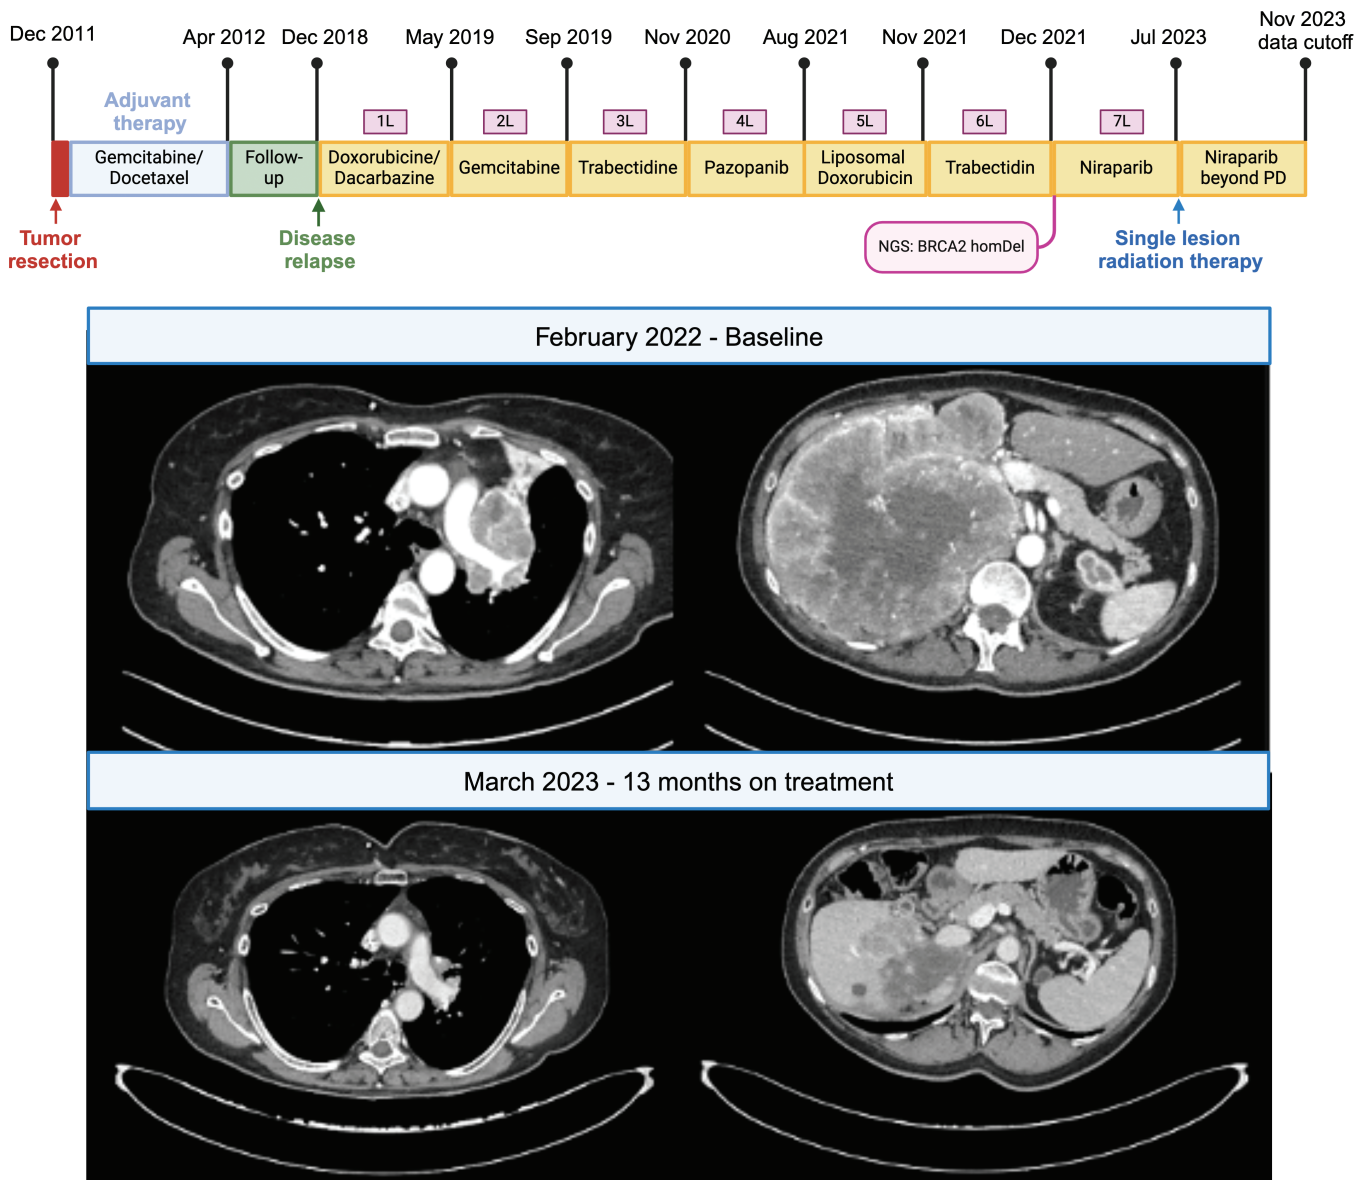 Dec 2011
Apr 2012
Dec 2018
May 2019
Sep 2019
Nov 2020
Aug 2021
Nov 2021
Dec 2021
Jul 2023
Nov 2023
data cutoff
Adjuvant
therapy
1L
2L
3L
4L
5L
6L
7L
Gemcitabine/
Docetaxel
Follow-
up
Doxorubicine/
Dacarbazine
Gemcitabine
Trabectidine
Pazopanib
Liposomal
Doxorubicin
Trabectidin
Niraparib
Niraparib
beyond PD
Tumor
resection
Disease
relapse
NGS: BRCA2 homDel
Single lesion
radiation therapy
February 2022 - Baseline
March 2023 - 13 months on treatment